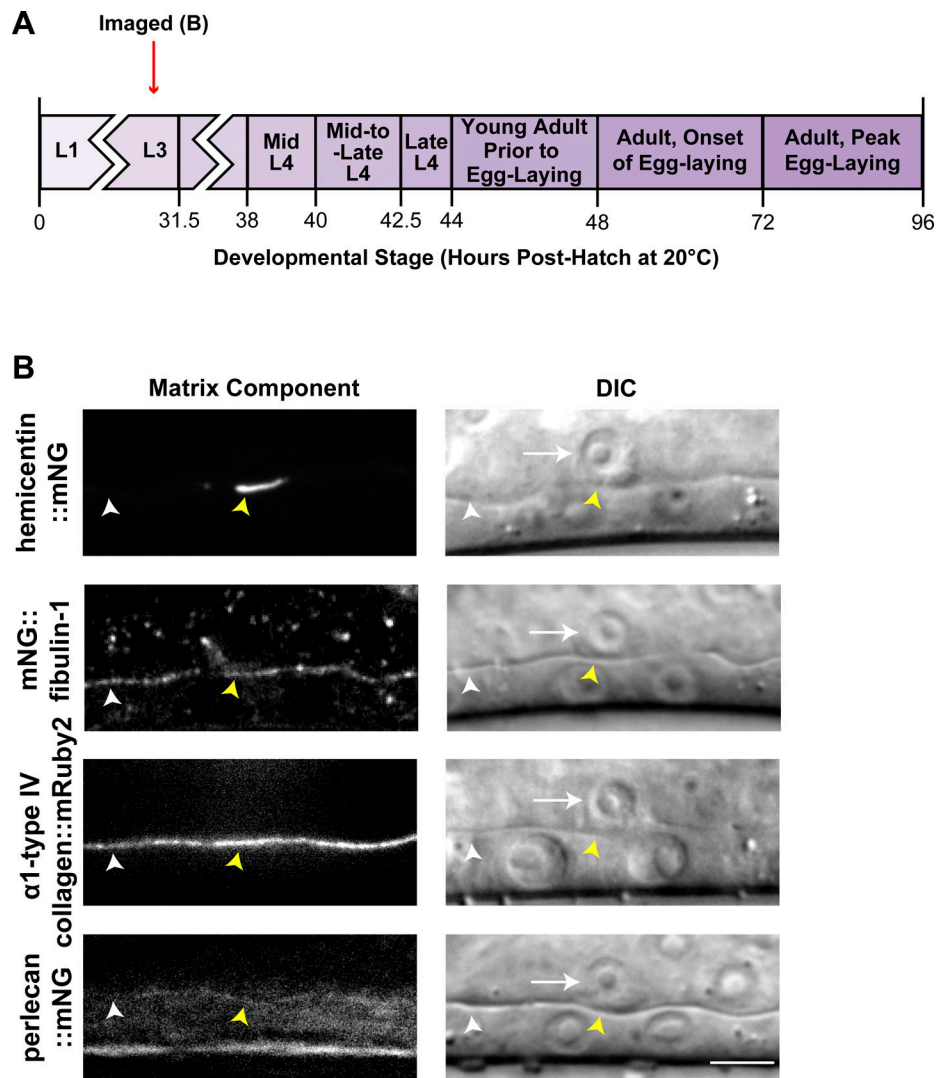 A
Imaged (B)
L1
L3
Mid
L4
Mid-to
-Late
L4
Late
L4
Young Adult
Prior to
Egg-Laying
Adult, Onset
of Egg-laying
Adult, Peak
Egg-Laying
0
31.5
38
40
42.5
44
48
72
96
Developmental Stage (Hours Post-Hatch at 20°C)
B
Matrix Component
DIC
hemicentin
::mNG
mNG::
fibulin-1
α1-type IV
collagen::mRuby2
perlecan
::mNG